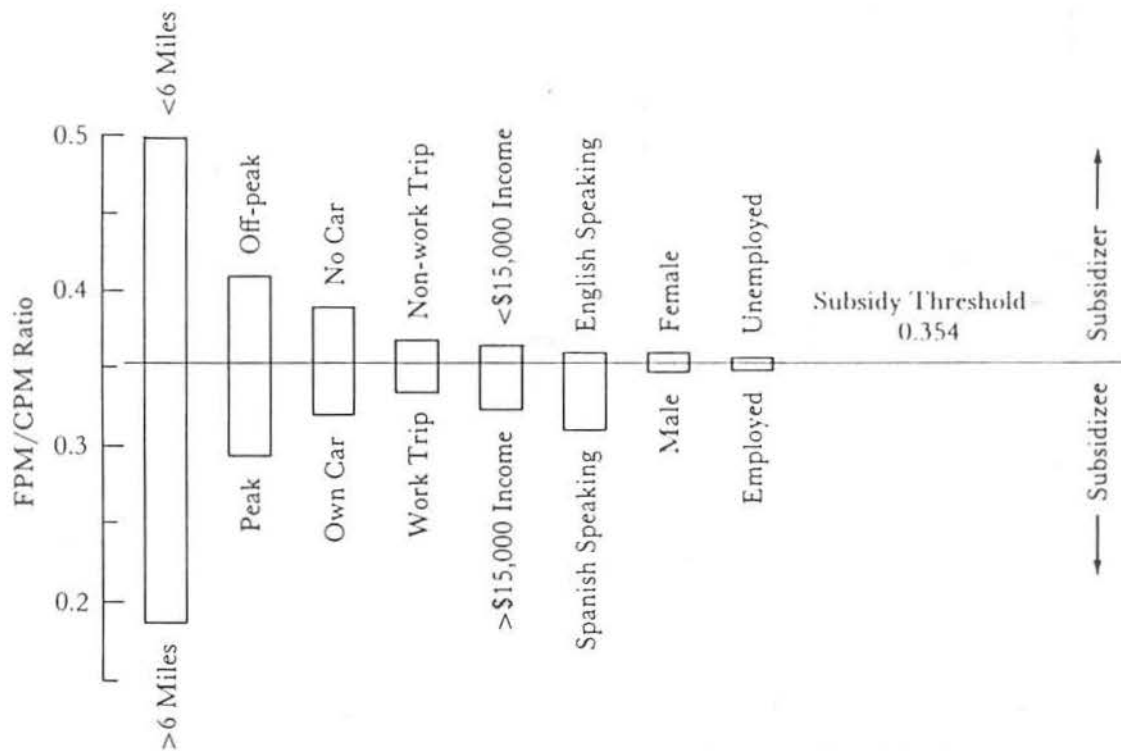 FPM/CPM Ratio
0.5
0.4
0.3
0.2
<6 Miles
>6 Miles
Off-peak
Peak
No Car
Own Car
Non-work Trip
Work Trip
<$15,000 Income
>$15,000 Income
English Speaking
Spanish Speaking
Female
Male
Unemployed
Employed
Subsidy Threshold
0.354
Subsidizer
Subsidizee